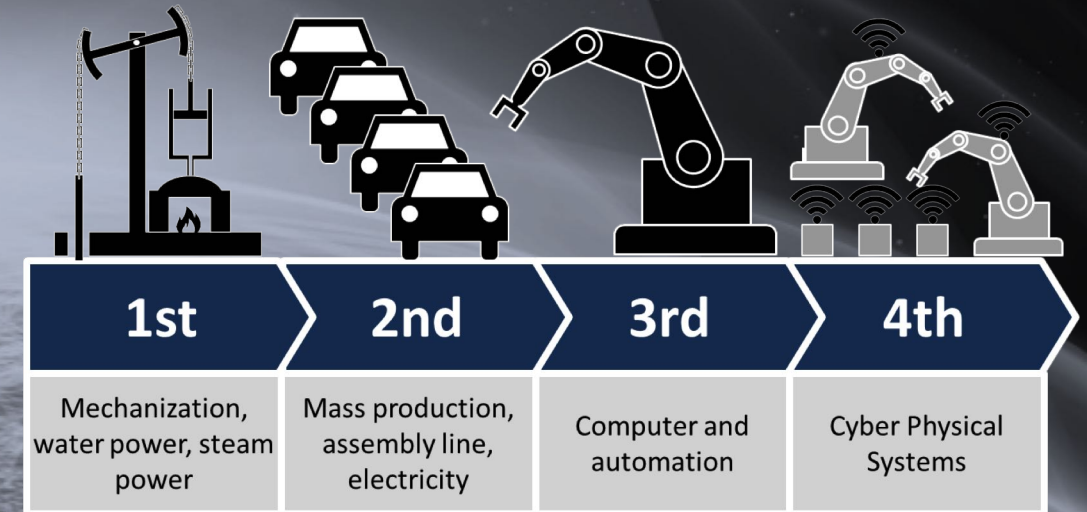 1st
2nd
3rd
4th
Mechanization,
water power, steam
power
Mass production,
assembly line,
electricity
Computer and
automation
Cyber Physical
Systems